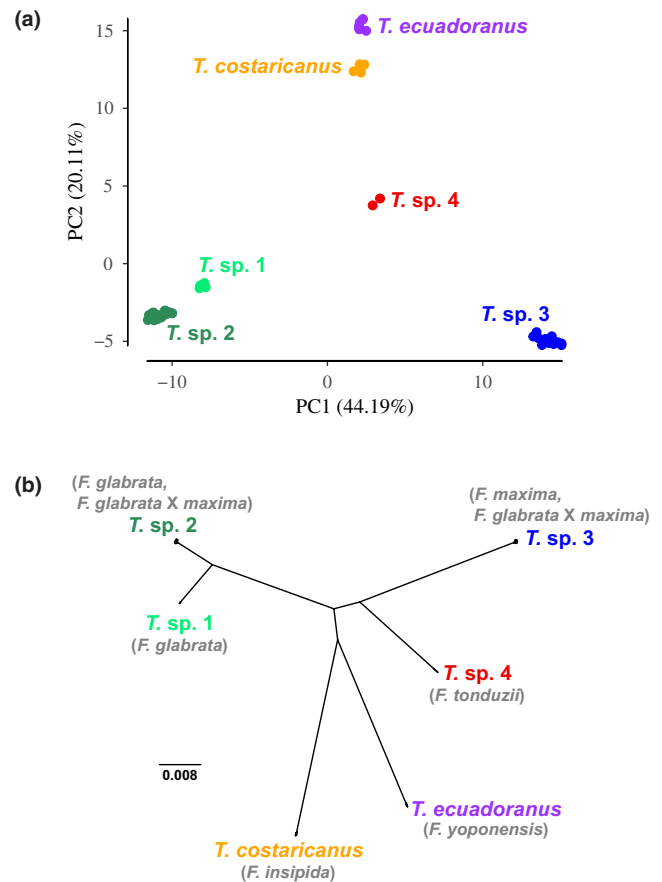 (a)
T. ecuadoranus
T. costaricanus
T. sp. 4
T. sp. 1
T. sp. 2
T. sp. 3
PC2 (20.11%)
15
10
5
0
−5
−10
0
10
PC1 (44.19%)
(b)
(F. glabrata,
F. glabrata X maxima)
T. sp. 2
(F. maxima,
F. glabrata X maxima)
T. sp. 3
T. sp. 1
(F. glabrata)
T. sp. 4
(F. tonduzii)
0.008
T. ecuadoranus
(F. yoponensis)
T. costaricanus
(F. insipida)